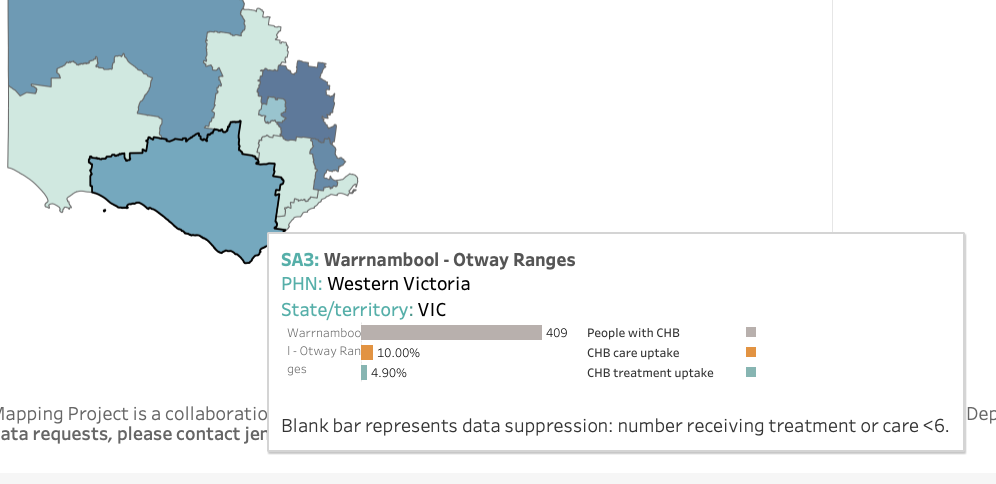 SA3: Warrnambool - Otway Ranges
PHN: Western Victoria
State/territory: VIC
Warrnamboo
l - Otway Ran
ges
409
10.00%
4.90%
People with CHB
CHB care uptake
CHB treatment uptake
Blank bar represents data suppression: number receiving treatment or care <6.
Mapping Project is a collaboratio
Dep
ata requests, please contact jen